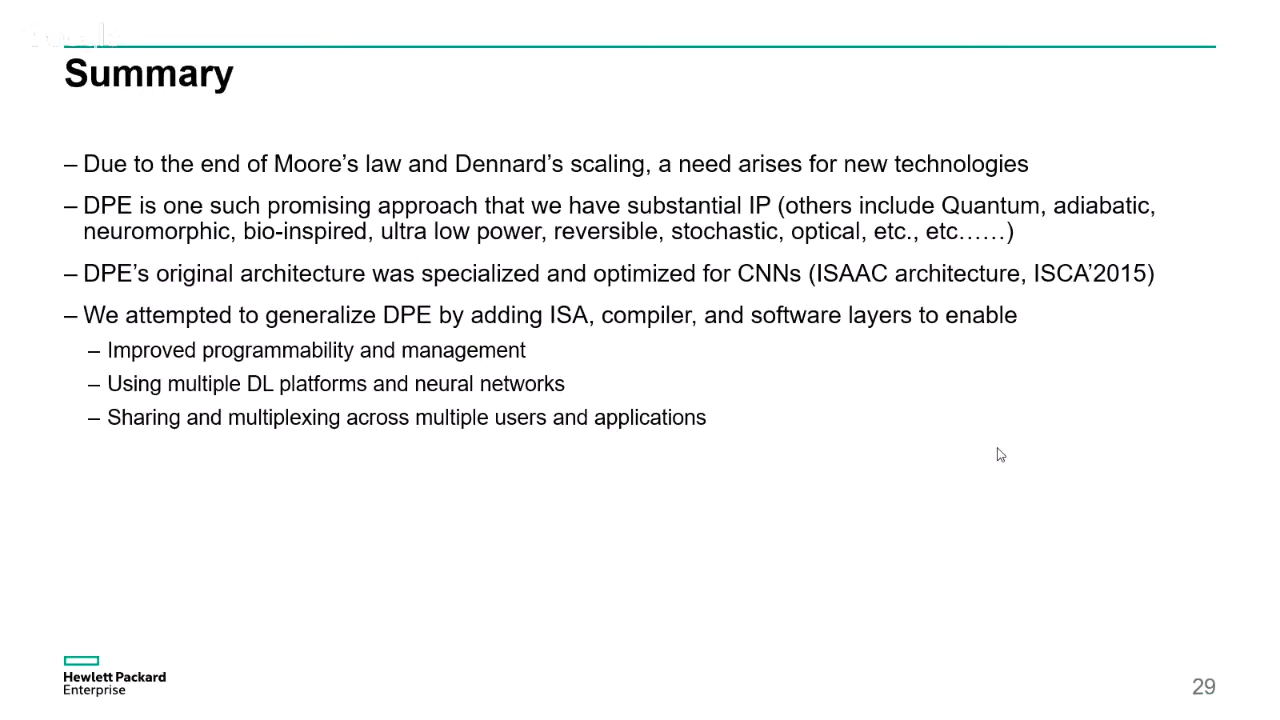 Summary
– Due to the end of Moore’s law and Dennard’s scaling, a need arises for new technologies
– DPE is one such promising approach that we have substantial IP (others include Quantum, adiabatic,
neuromorphic, bio-inspired, ultra low power, reversible, stochastic, optical, etc., etc……)
– DPE’s original architecture was specialized and optimized for CNNs (ISAAC architecture, ISCA’2015)
– We attempted to generalize DPE by adding ISA, compiler, and software layers to enable
– Improved programmability and management
– Using multiple DL platforms and neural networks
– Sharing and multiplexing across multiple users and applications
Hewlett Packard
Enterprise
29